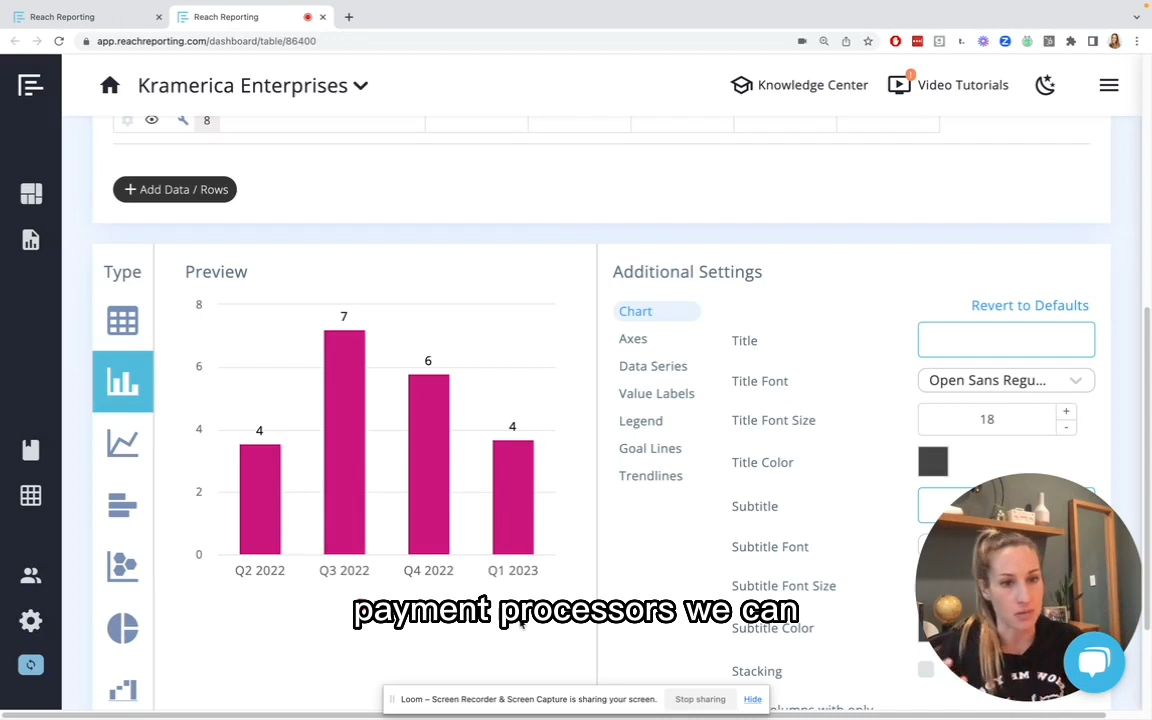 Reach Reporting
Reach Reporting
app.reachreporting.com/dashboard/table/86400
Kramerica Enterprises
Knowledge Center
Video Tutorials
8
+ Add Data / Rows
Type
Preview
Additional Settings
Revert to Defaults
Chart
Axes
Data Series
Value Labels
Legend
Goal Lines
Trendlines
Title
Title Font
Open Sans Regu...
Title Font Size
18
+
-
Title Color
Subtitle
Subtitle Font
Subtitle Font Size
Subtitle Color
Stacking
8
6
4
2
0
4
7
6
4
Q2 2022
Q3 2022
Q4 2022
Q1 2023
payment processors we can
Loom – Screen Recorder & Screen Capture is sharing your screen.
Stop sharing
Hide